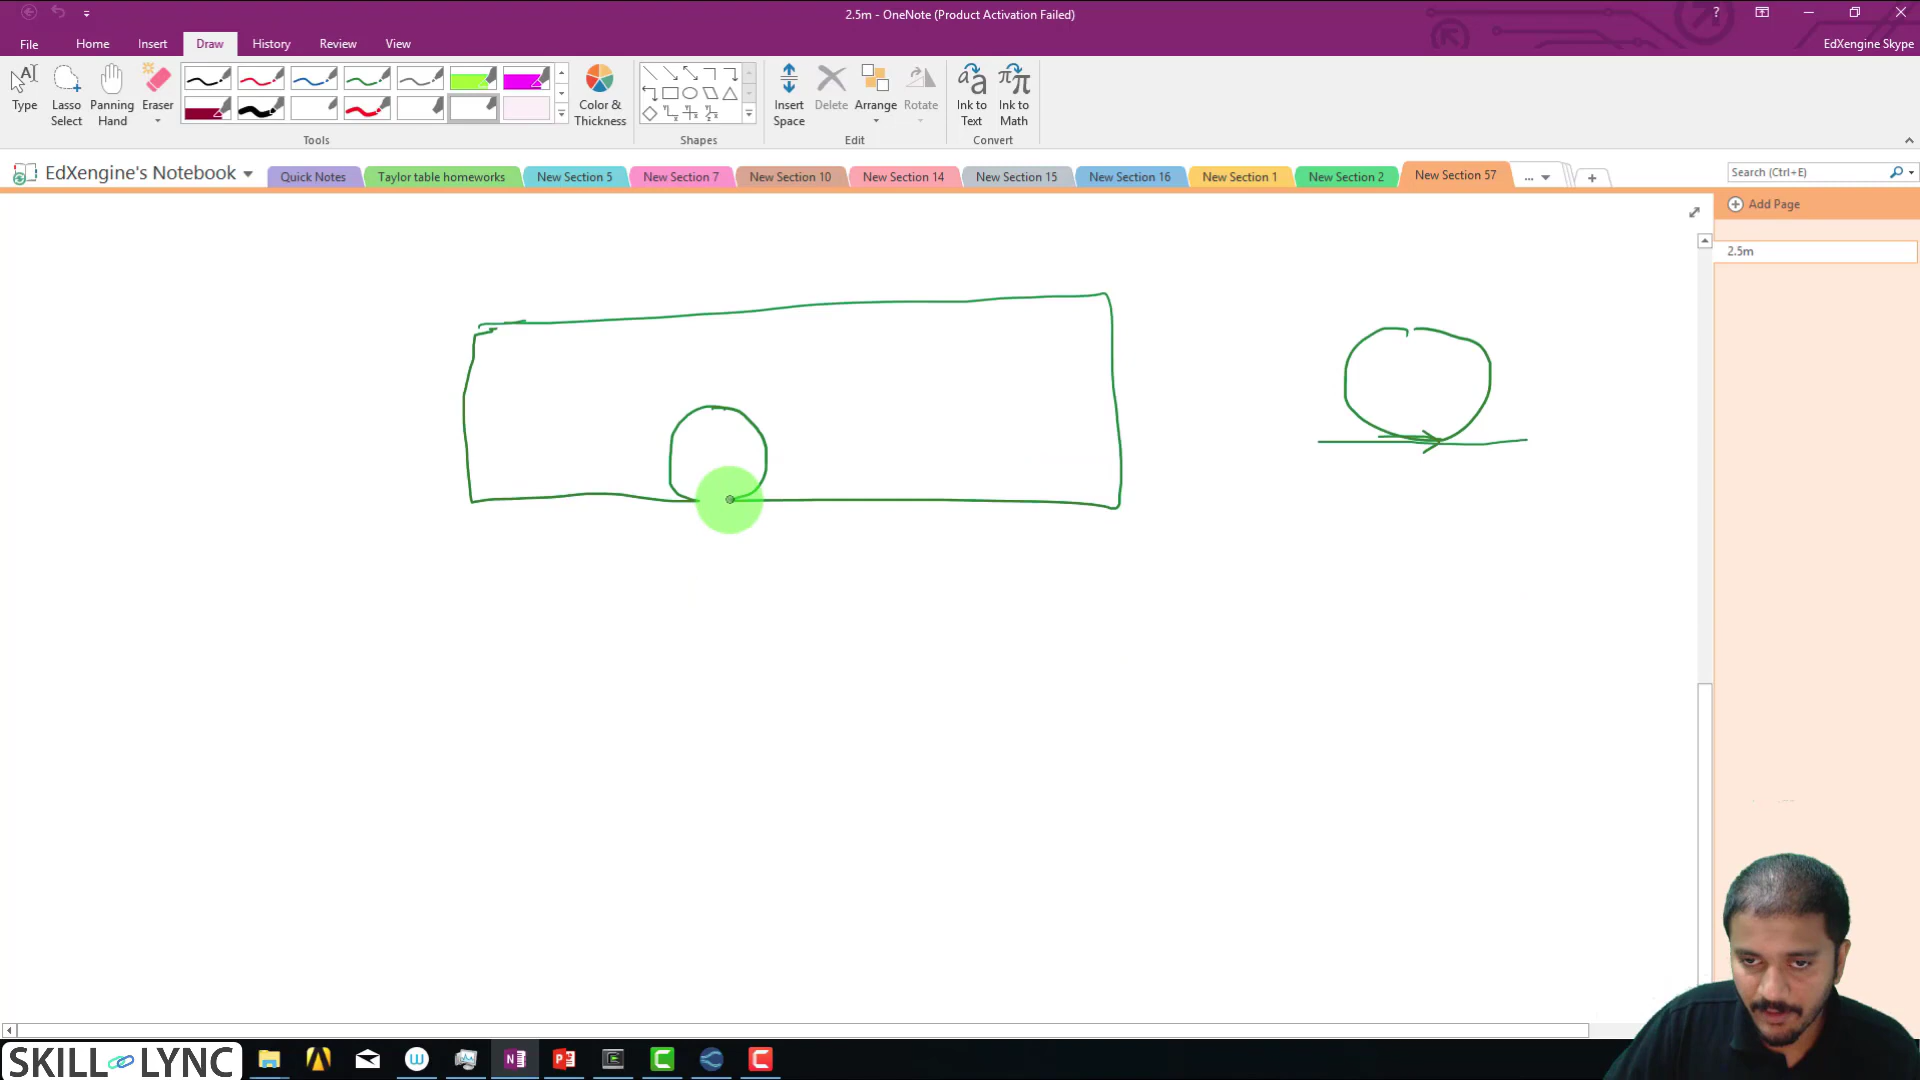 2.5m - OneNote (Product Activation Failed)
?
File Home Insert Draw History Review View
EdXengine Skype
Type
Lasso Select
Panning Hand
Eraser
Color & Thickness
Insert Space
Delete
Arrange
Rotate
Ink to Text
Ink to Math
Tools
Shapes
Edit
Convert
EdXengine's Notebook
Quick Notes
Taylor table homeworks
New Section 5
New Section 7
New Section 10
New Section 14
New Section 15
New Section 16
New Section 1
New Section 2
New Section 57
...
Search (Ctrl+E)
Add Page
2.5m
SKILL LYNC